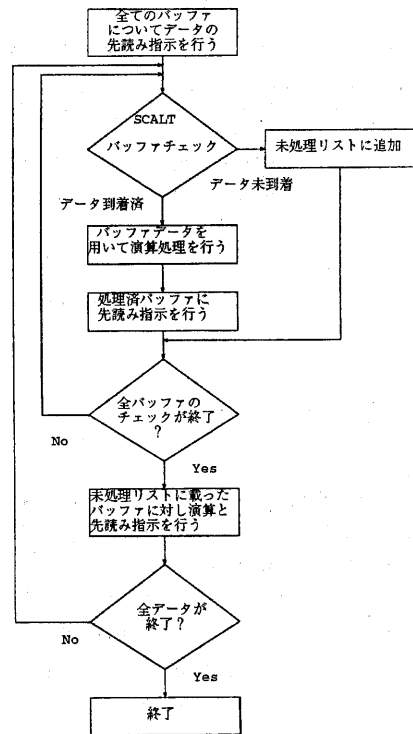 全てのバッファ
についてデータの
先読み指示を行う
SCALT
バッファチェック
未処理リストに追加
データ未到着
データ到着済
バッファデータを
用いて演算処理を行う
処理済バッファに
先読み指示を行う
全バッファの
チェックが終了
?
No
Yes
未処理リストに載った
バッファに対し演算と
先読み指示を行う
全データが
終了?
No
Yes
終了